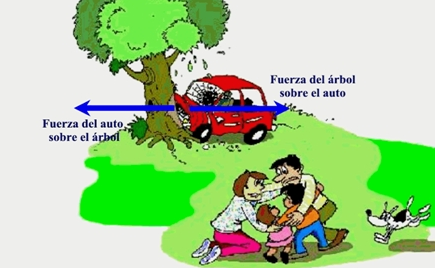 Fuerza del árbol
sobre el auto
Fuerza del auto
sobre el árbol